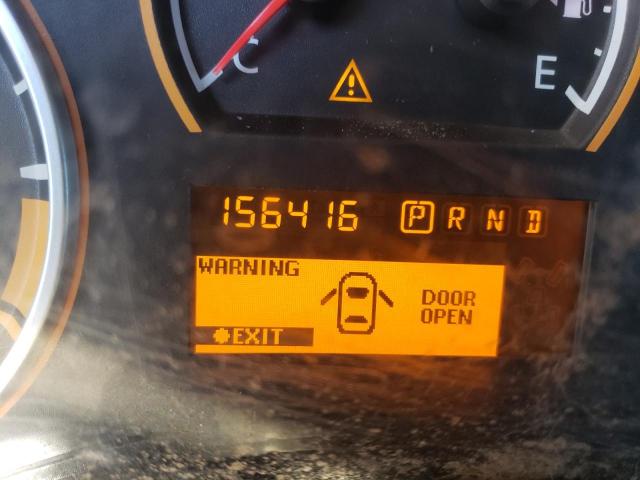 C
E
156416 P R N D
WARNING
DOOR
OPEN
EXIT